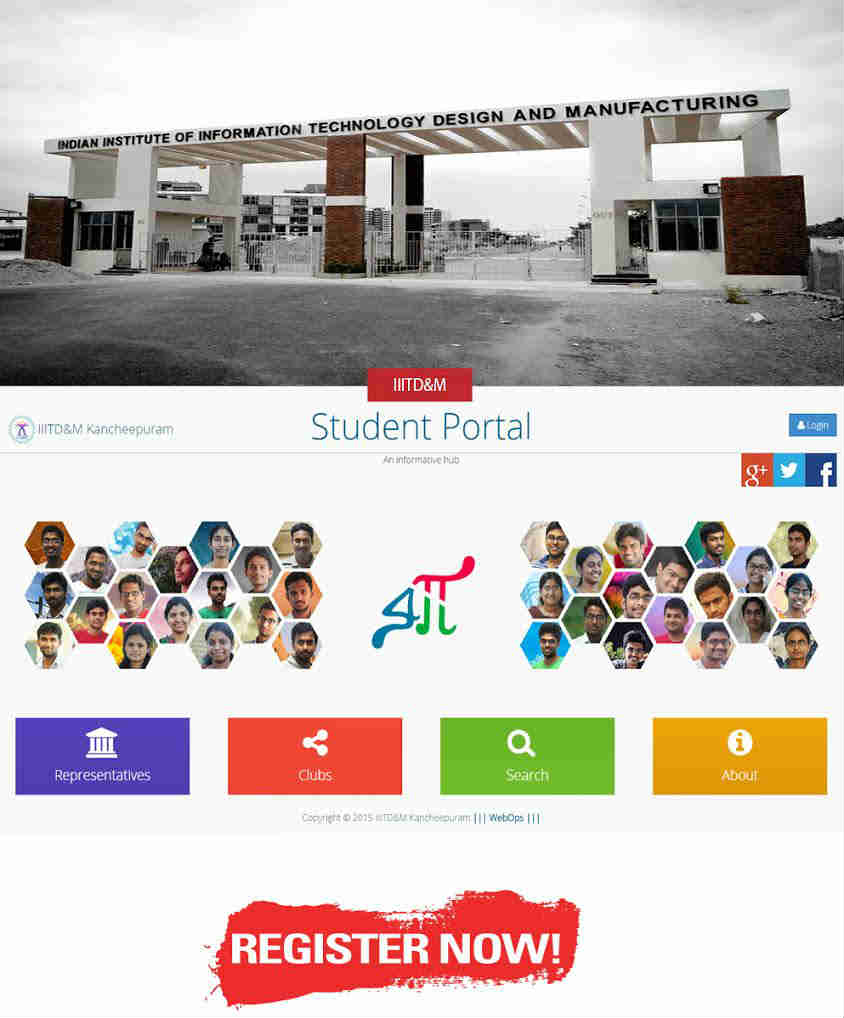 INDIAN INSTITUTE OF INFORMATION TECHNOLOGY DESIGN AND MANUFACTURING
IIITD&M
IIITD&M Kancheepuram
Student Portal
Login
An informative hub
g+
f
Representatives
Clubs
Search
About
Copyright © 2015 IIITD&M Kancheepuram ||| WebOps |||
REGISTER NOW!